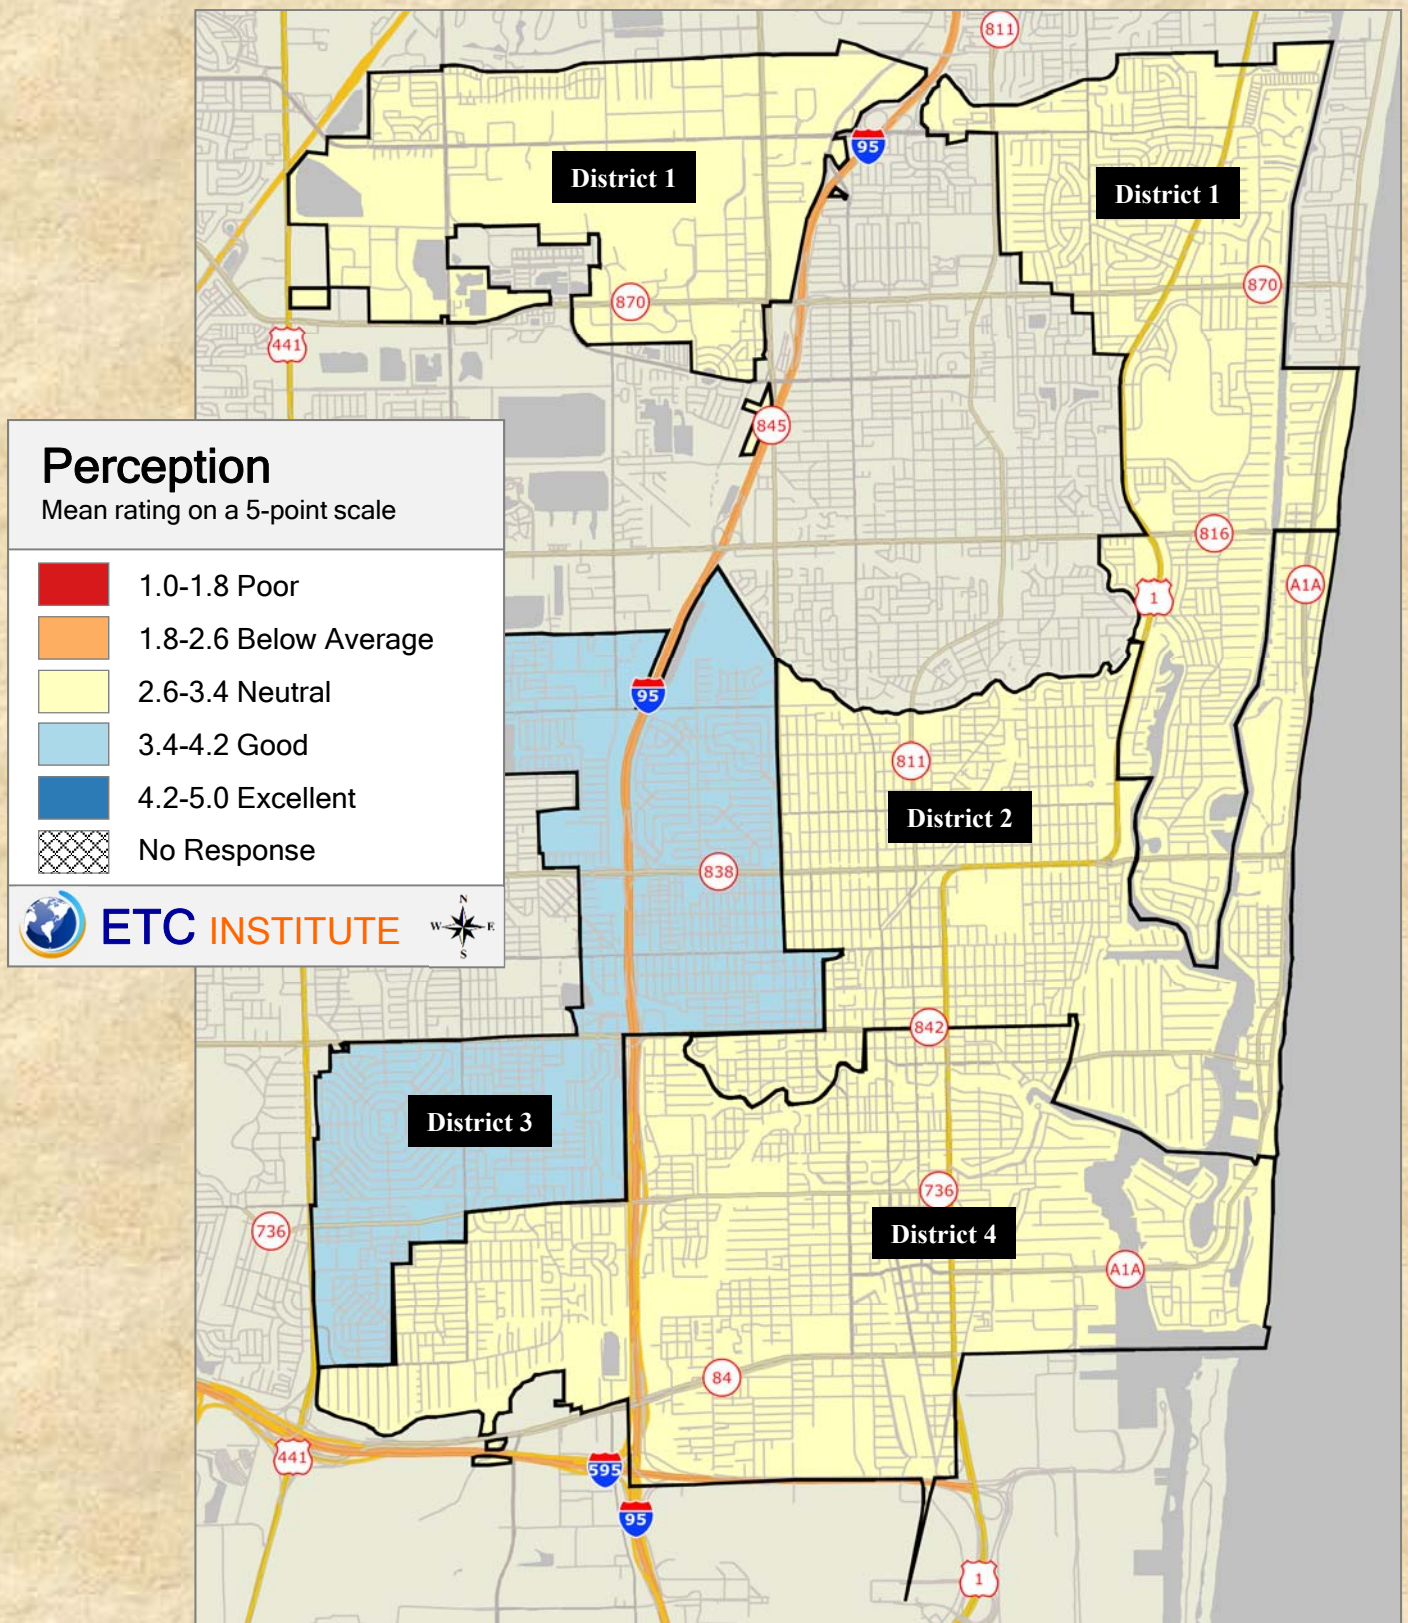 811
95
District 1
District 1
870
870
441
845
Perception
Mean rating on a 5-point scale
1.0-1.8 Poor
1.8-2.6 Below Average
2.6-3.4 Neutral
3.4-4.2 Good
4.2-5.0 Excellent
No Response
ETC INSTITUTE
N
W E
S
816
A1A
1
95
811
District 2
838
842
District 3
736
736
District 4
A1A
84
441
595
95
1